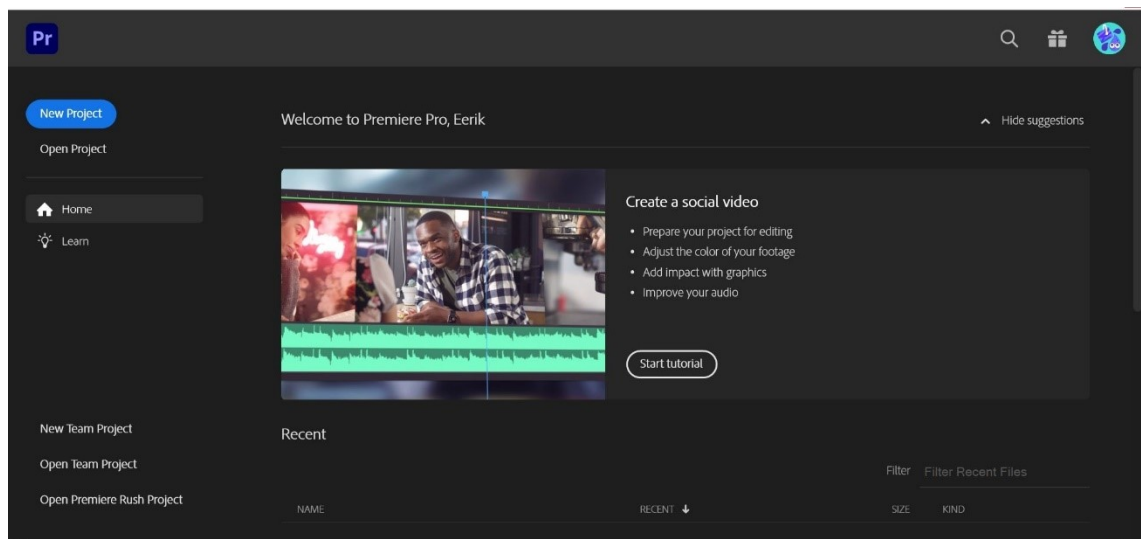 Pr
New Project
Open Project
Home
Learn
New Team Project
Open Team Project
Open Premiere Rush Project
Welcome to Premiere Pro, Eerik
Hide suggestions
Create a social video
• Prepare your project for editing
• Adjust the color of your footage
• Add impact with graphics
• Improve your audio
Start tutorial
Recent
Filter Filter Recent Files
NAME RECENT SIZE KIND